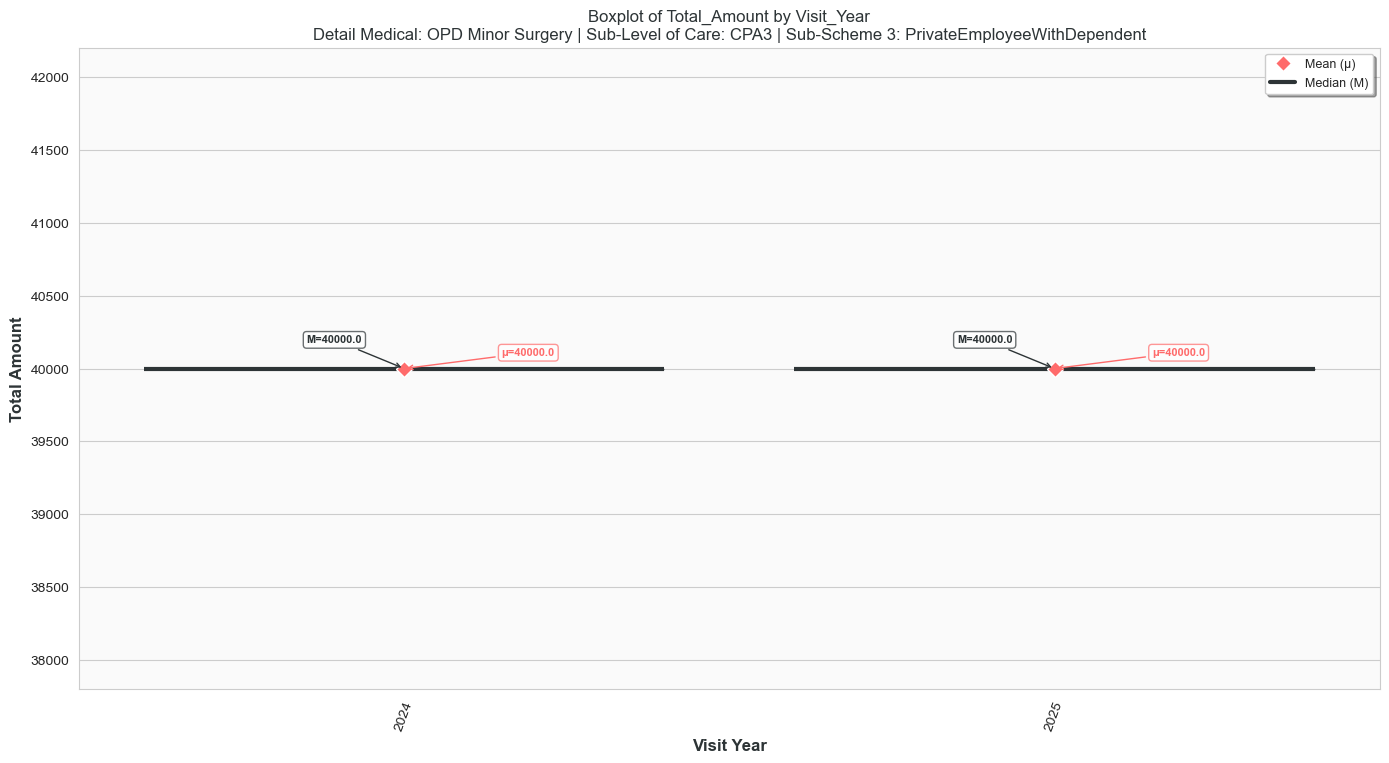 Boxplot of Total_Amount by Visit_Year
Detail Medical: OPD Minor Surgery | Sub-Level of Care: CPA3 | Sub-Scheme 3: PrivateEmployeeWithDependent
Mean (μ)
Median (M)
42000
41500
41000
40500
40000
39500
39000
38500
38000
Total Amount
M=40000.0
μ=40000.0
M=40000.0
μ=40000.0
2024
2025
Visit Year